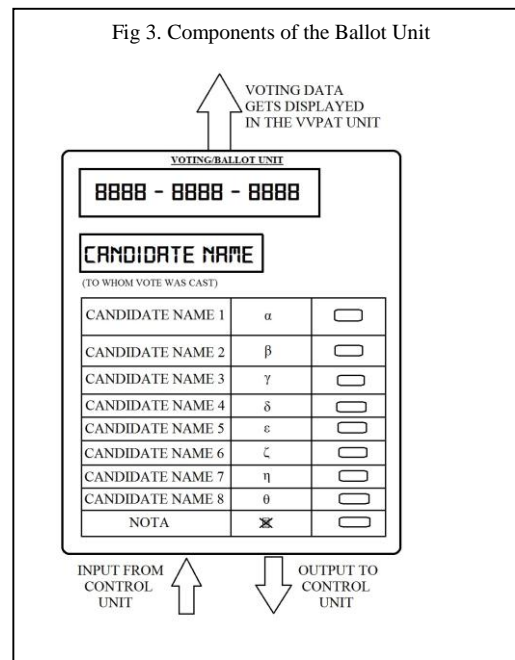 Fig 3. Components of the Ballot Unit
VOTING DATA
GETS DISPLAYED
IN THE VVPAT UNIT
VOTING/BALLOT UNIT
8888 - 8888 - 8888
CANDIDATE NAME
(TO WHOM VOTE WAS CAST)
CANDIDATE NAME 1 α
CANDIDATE NAME 2 β
CANDIDATE NAME 3 γ
CANDIDATE NAME 4 δ
CANDIDATE NAME 5 ε
CANDIDATE NAME 6 ζ
CANDIDATE NAME 7 η
CANDIDATE NAME 8 θ
NOTA
INPUT FROM
CONTROL
UNIT
OUTPUT TO
CONTROL
UNIT